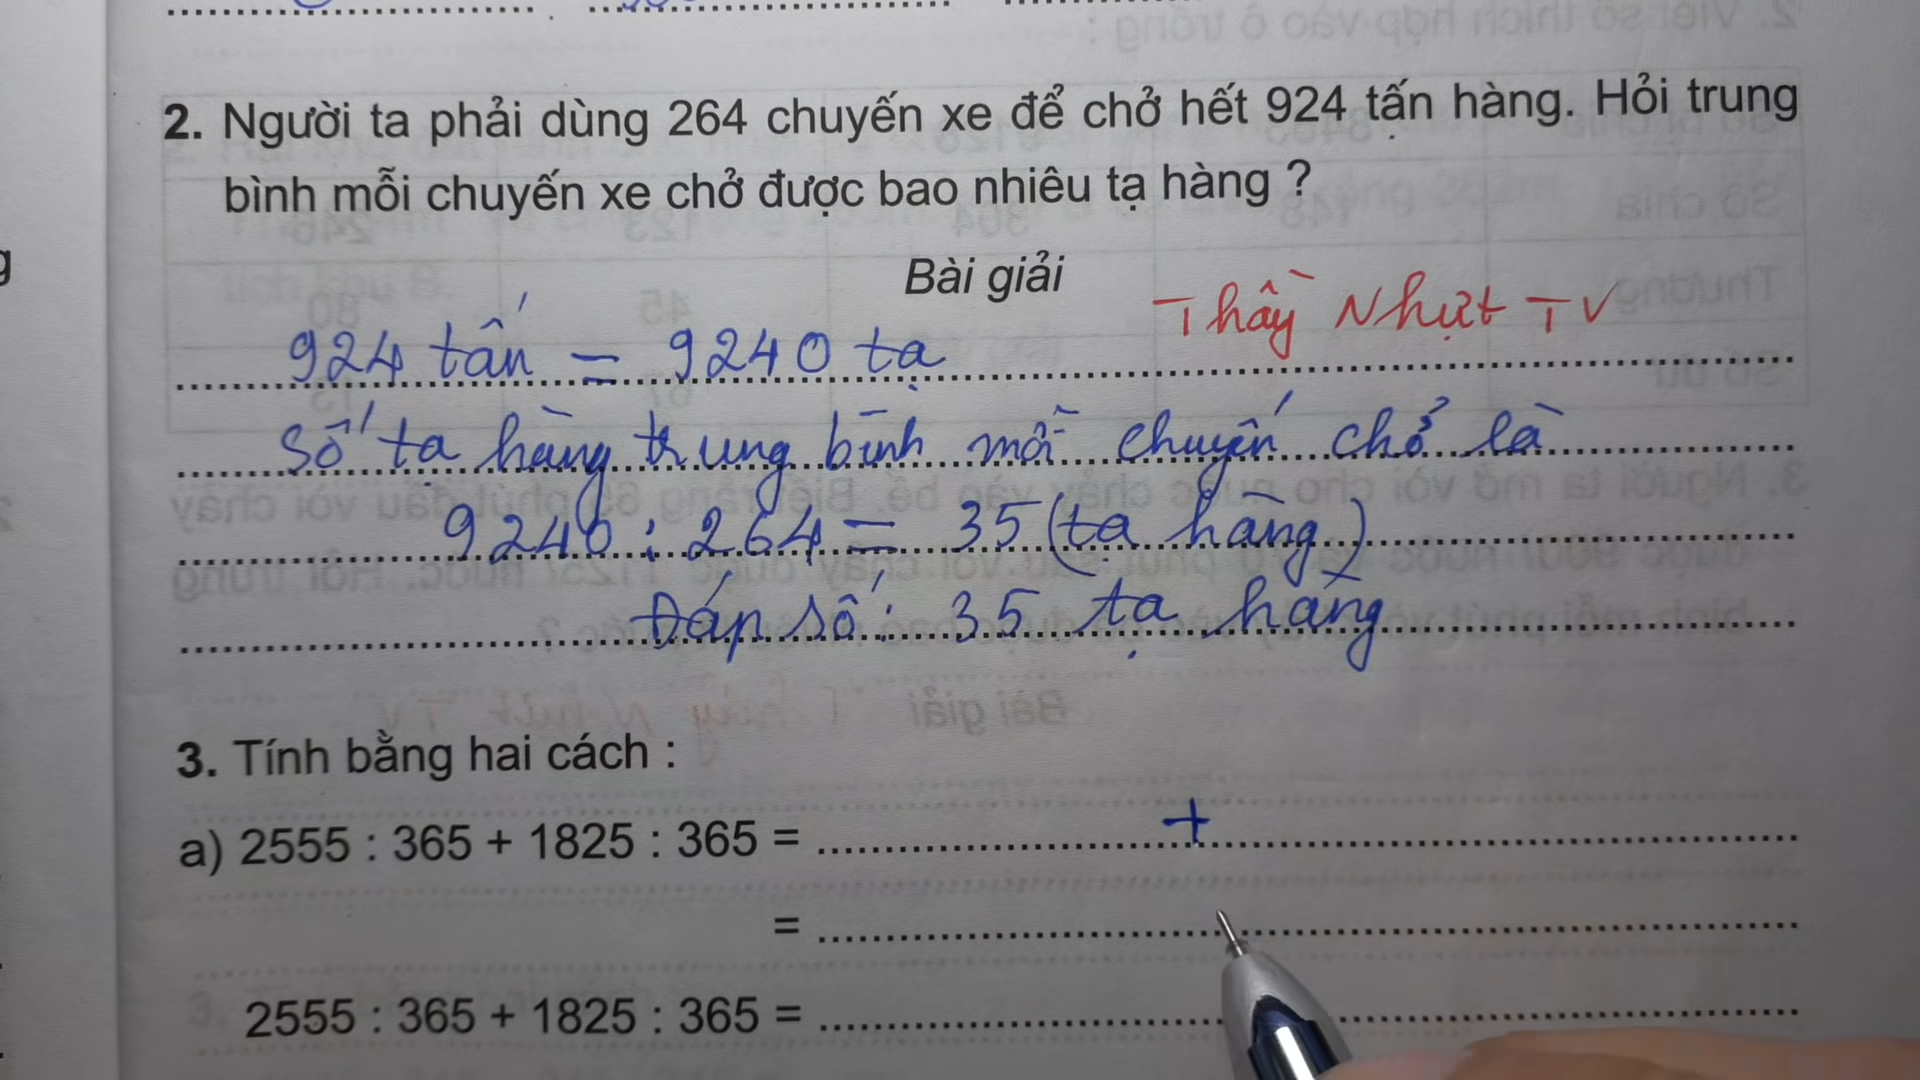 2. Người ta phải dùng 264 chuyến xe để chở hết 924 tấn hàng. Hỏi trung
bình mỗi chuyến xe chở được bao nhiêu tạ hàng ?
Bài giải
Thầy Nhựt TV
924 tấn = 9240 tạ
Số tạ hàng trung bình mỗi chuyến chở là
9240 : 264 = 35 (tạ hàng)
Đáp số : 35 tạ hàng
3. Tính bằng hai cách :
a) 2555 : 365 + 1825 : 365 = .......... + ..........
= ..........
2555 : 365 + 1825 : 365 = ..........